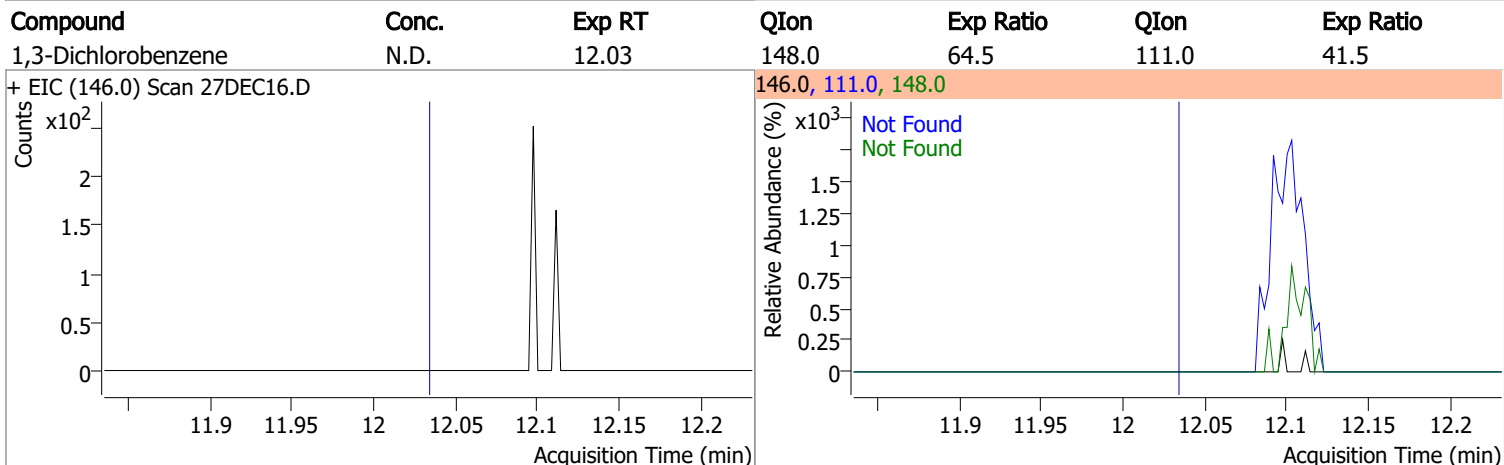 Compound Conc. Exp RT QIon Exp Ratio QIon Exp Ratio
1,3-Dichlorobenzene N.D. 12.03 148.0 64.5 111.0 41.5
+ EIC (146.0) Scan 27DEC16.D
Counts
x10²
2
1.5
1
0.5
0
11.9 11.95 12 12.05 12.1 12.15 12.2
Acquisition Time (min)
146.0, 111.0, 148.0
Relative Abundance (%)
x10³
Not Found
Not Found
1.5
1.25
1
0.75
0.5
0.25
0
11.9 11.95 12 12.05 12.1 12.15 12.2
Acquisition Time (min)